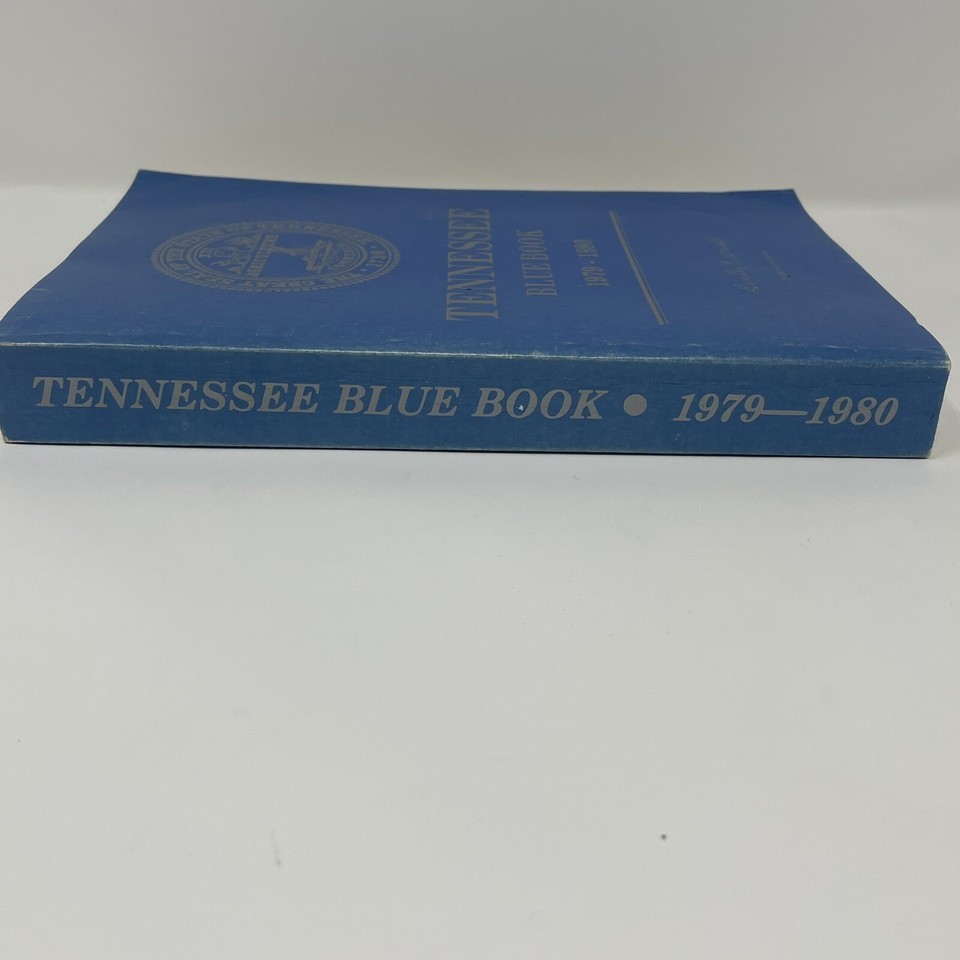 TENNESSEE
BLUE BOOK
1979 - 1980
TENNESSEE BLUE BOOK • 1979—1980